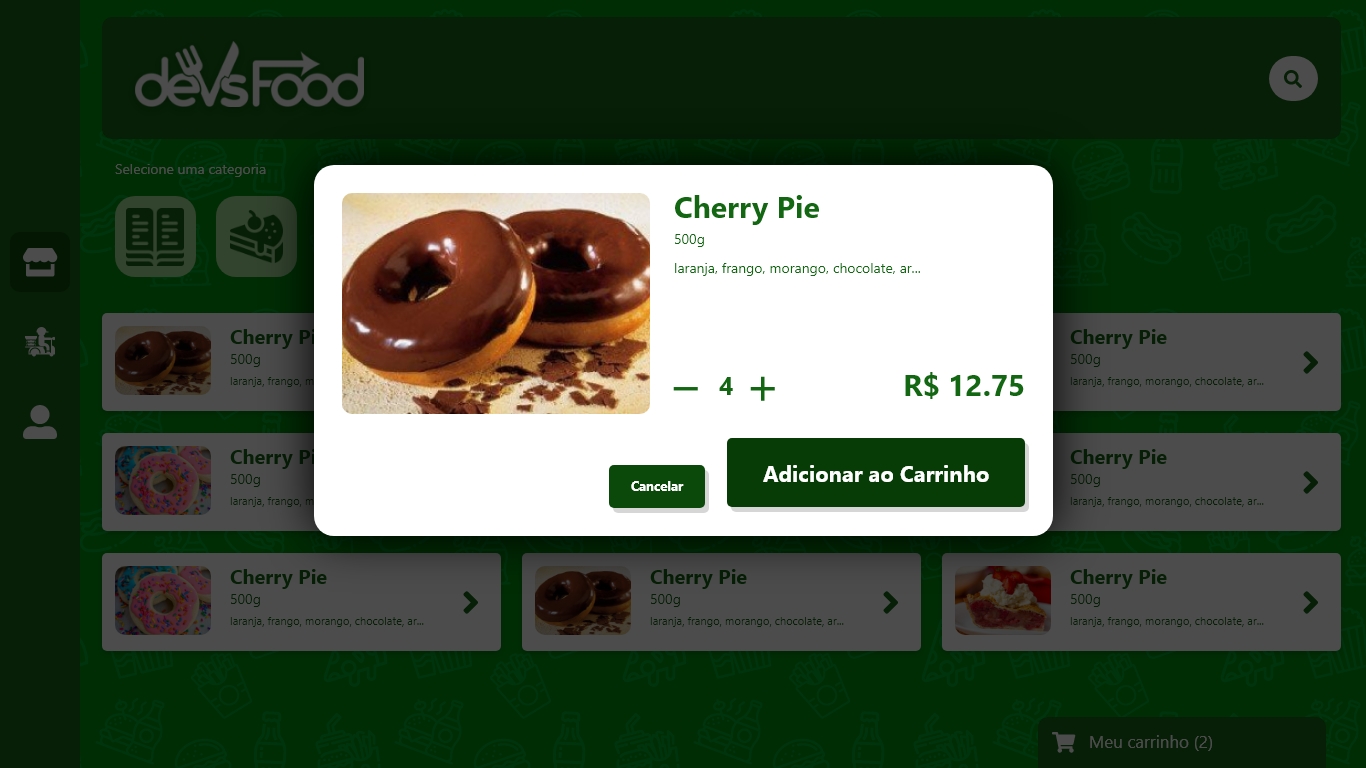 devsFood
Selecione uma categoria
Cherry Pie
500g
laranja, frango, morango, chocolate, ar...
4
R$ 12.75
Cancelar
Adicionar ao Carrinho
Cherry Pi
500g
laranja, frango, m
Cherry Pie
500g
laranja, frango, morango, chocolate, ar...
Cherry Pi
500g
laranja, frango, m
Cherry Pie
500g
laranja, frango, morango, chocolate, ar...
Cherry Pie
500g
laranja, frango, morango, chocolate, ar...
Cherry Pie
500g
laranja, frango, morango, chocolate, ar...
Cherry Pie
500g
laranja, frango, morango, chocolate, ar...
Meu carrinho (2)